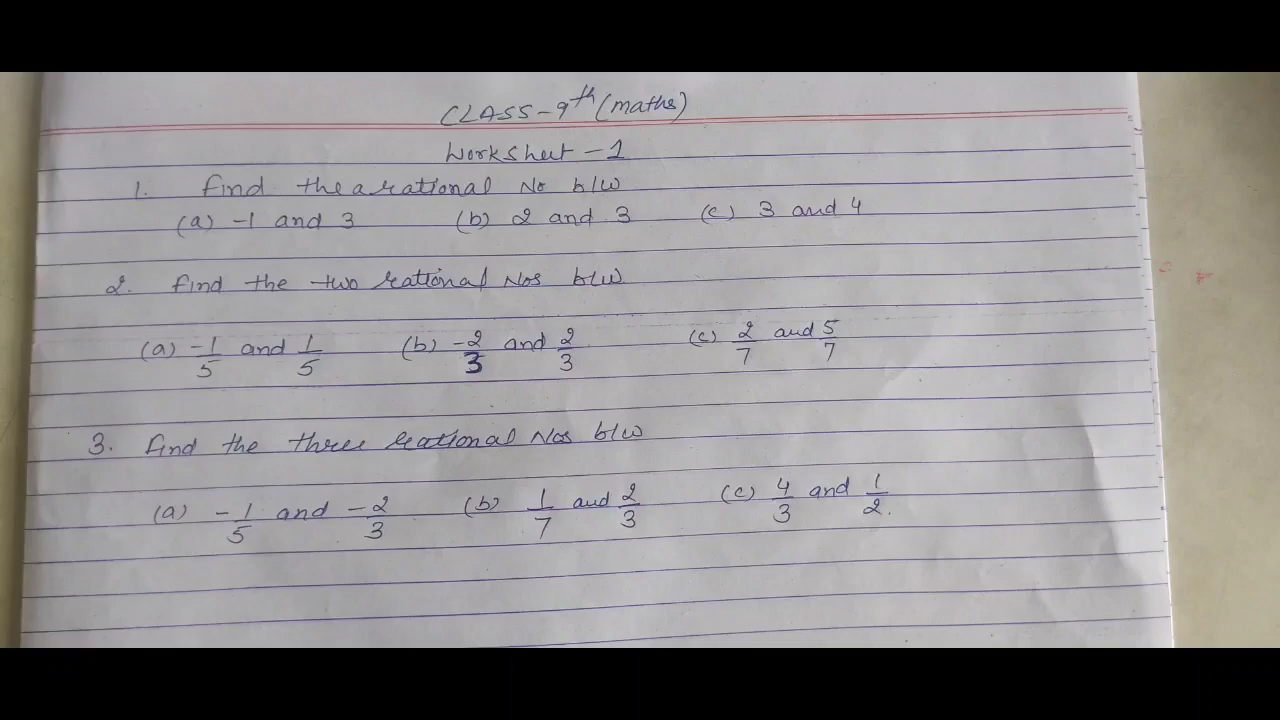 CLASS-9th (maths)
Worksheet-1
1. Find the a rational No b/w
(a) -1 and 3 (b) 2 and 3 (c) 3 and 4
2. Find the two rational Nos b/w
(a) -1/5 and 1/5 (b) -2/3 and 2/3 (c) 2/7 and 5/7
3. Find the three rational Nos b/w
(a) -1/5 and -2/3 (b) 1/7 and 2/3 (c) 4/3 and 1/2.